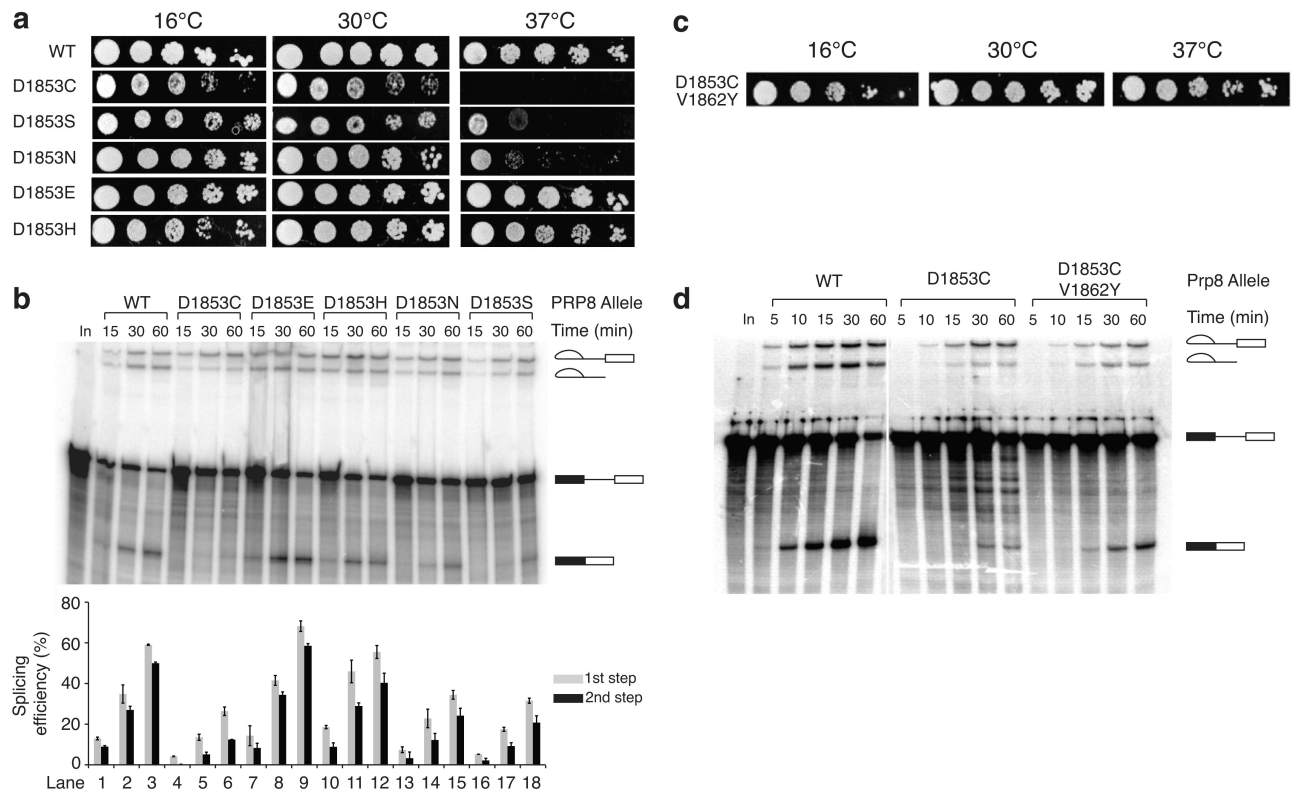 a
16°C 30°C 37°C
WT
D1853C
D1853S
D1853N
D1853E
D1853H
c
16°C 30°C 37°C
D1853C
V1862Y
b
WT D1853C D1853E D1853H D1853N D1853S PRP8 Allele
In 15 30 60 15 30 60 15 30 60 15 30 60 15 30 60 15 30 60 Time (min)
80
60
40
20
0
Splicing
efficiency (%)
1st step
2nd step
Lane 1 2 3 4 5 6 7 8 9 10 11 12 13 14 15 16 17 18
d
WT D1853C D1853C
V1862Y
Prp8 Allele
In 5 10 15 30 60 5 10 15 30 60 5 10 15 30 60 Time (min)